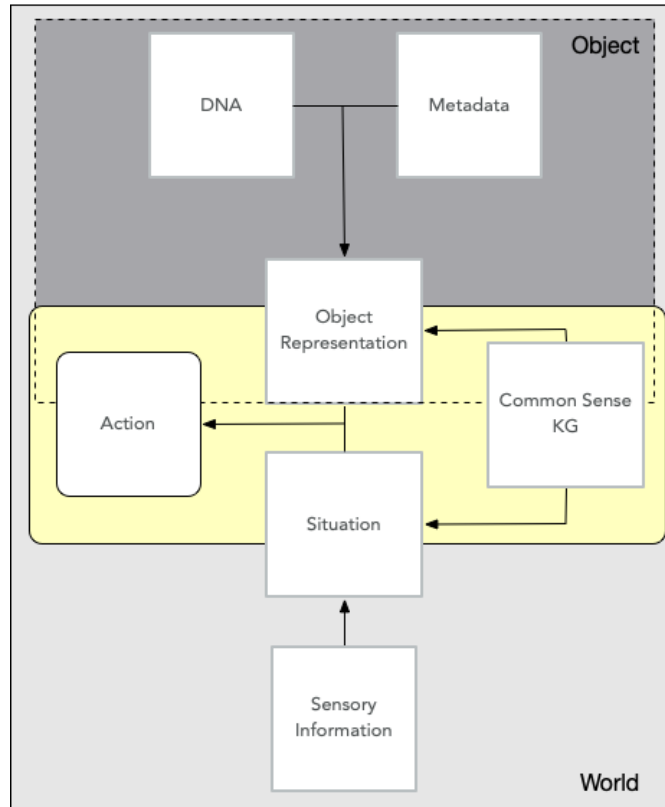 Object
DNA
Metadata
Object
Representation
Common Sense
KG
Action
Situation
Sensory
Information
World